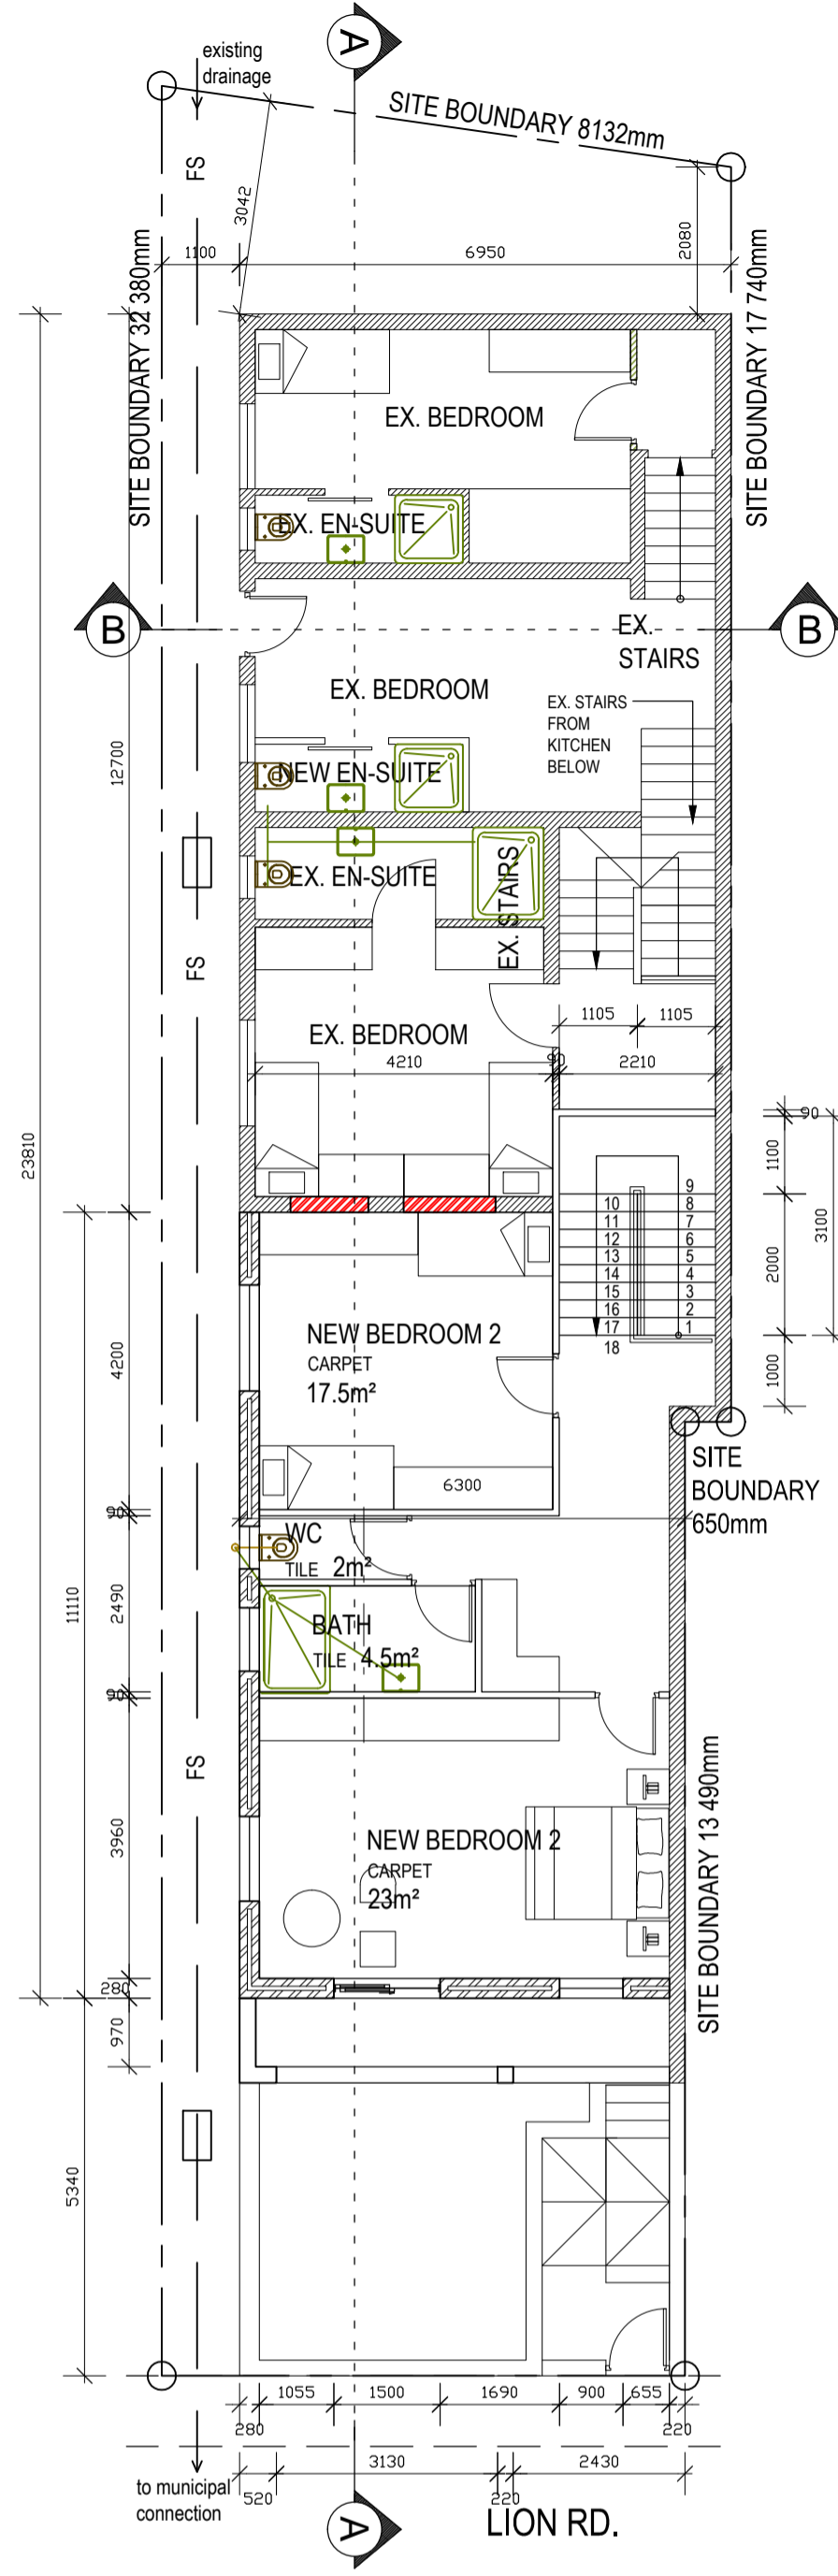 existing
drainage
A
SITE BOUNDARY 8132mm
FS
3042
2080
1100
6950
SITE BOUNDARY 32 380mm
SITE BOUNDARY 17 740mm
EX. BEDROOM
EX. EN-SUITE
B
B
EX.
STAIRS
EX. BEDROOM
EX. STAIRS
FROM
KITCHEN
BELOW
12700
NEW EN-SUITE
EX. EN-SUITE
EX. STAIRS
FS
EX. BEDROOM
1105
1105
4210
90
2210
23810
90
1100
3100
2000
1000
9
10
8
11
7
12
6
13
5
14
4
15
3
16
2
17
1
18
NEW BEDROOM 2
CARPET
17.5m²
4200
SITE
BOUNDARY
650mm
6300
90
WC
TILE 2m²
2490
11110
BATH
TILE 4.5m²
90
FS
3960
NEW BEDROOM 2
CARPET
23m²
SITE BOUNDARY 13 490mm
280
970
5340
1055
1500
1690
900
655
280
220
3130
2430
520
220
to municipal
connection
A
LION RD.